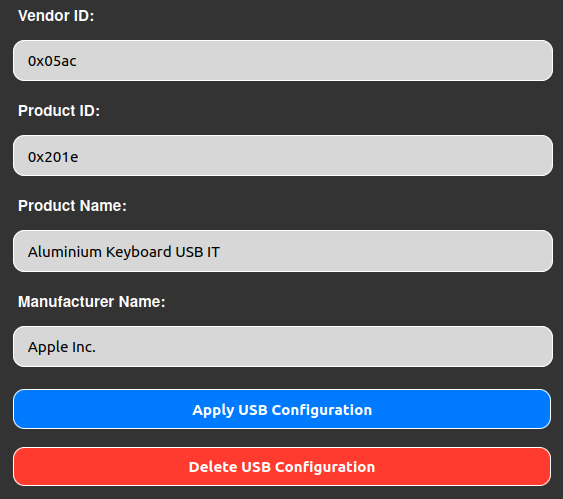 Vendor ID:
0x05ac
Product ID:
0x201e
Product Name:
Aluminium Keyboard USB IT
Manufacturer Name:
Apple Inc.
Apply USB Configuration
Delete USB Configuration